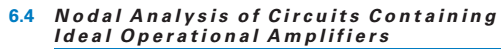 6.4 Nodal Analysis of Circuits Containing
Ideal Operational Amplifiers